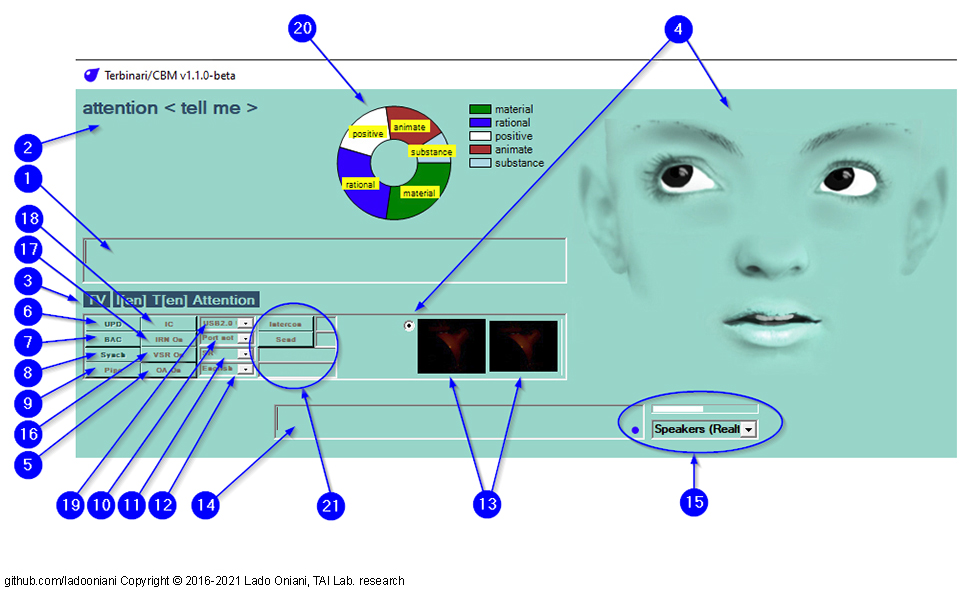 20
4
Terbinari/CBM v1.1.0-beta
attention < tell me >
material
rational
positive
animate
substance
positive
animate
substance
rational
material
2
1
18
17
3
6
7
8
9
16
5
TV I[en] T[en] Attention
UPD IC USB2.0 Intercom
BAC IRN On Port not Send
Synch VSR On
Ping OA On English
Speakers (Realt
19
10
11
12
14
21
13
15
github.com/ladooniani Copyright © 2016-2021 Lado Oniani, TAI Lab. research